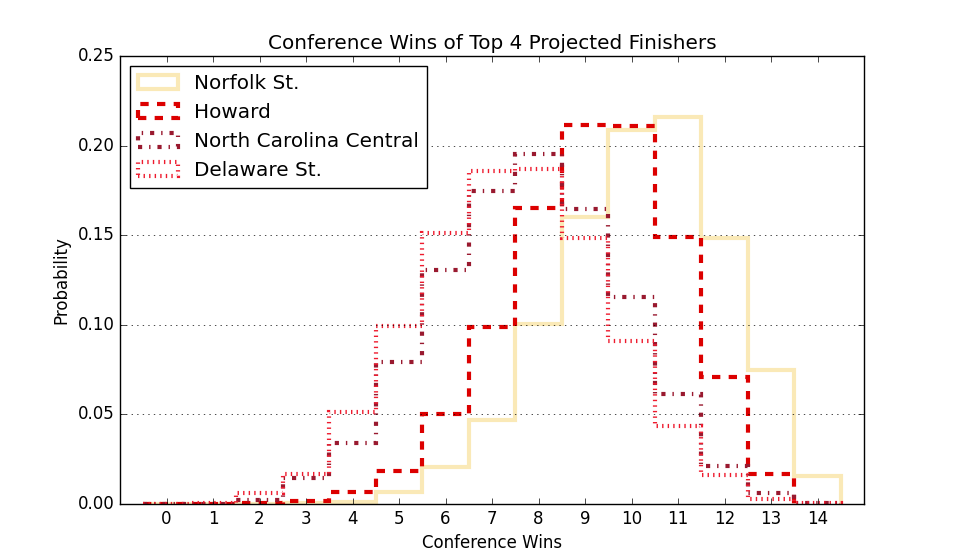 Conference Wins of Top 4 Projected Finishers
0.25
0.20
0.15
0.10
0.05
0.00
Probability
Norfolk St.
Howard
North Carolina Central
Delaware St.
0 1 2 3 4 5 6 7 8 9 10 11 12 13 14
Conference Wins